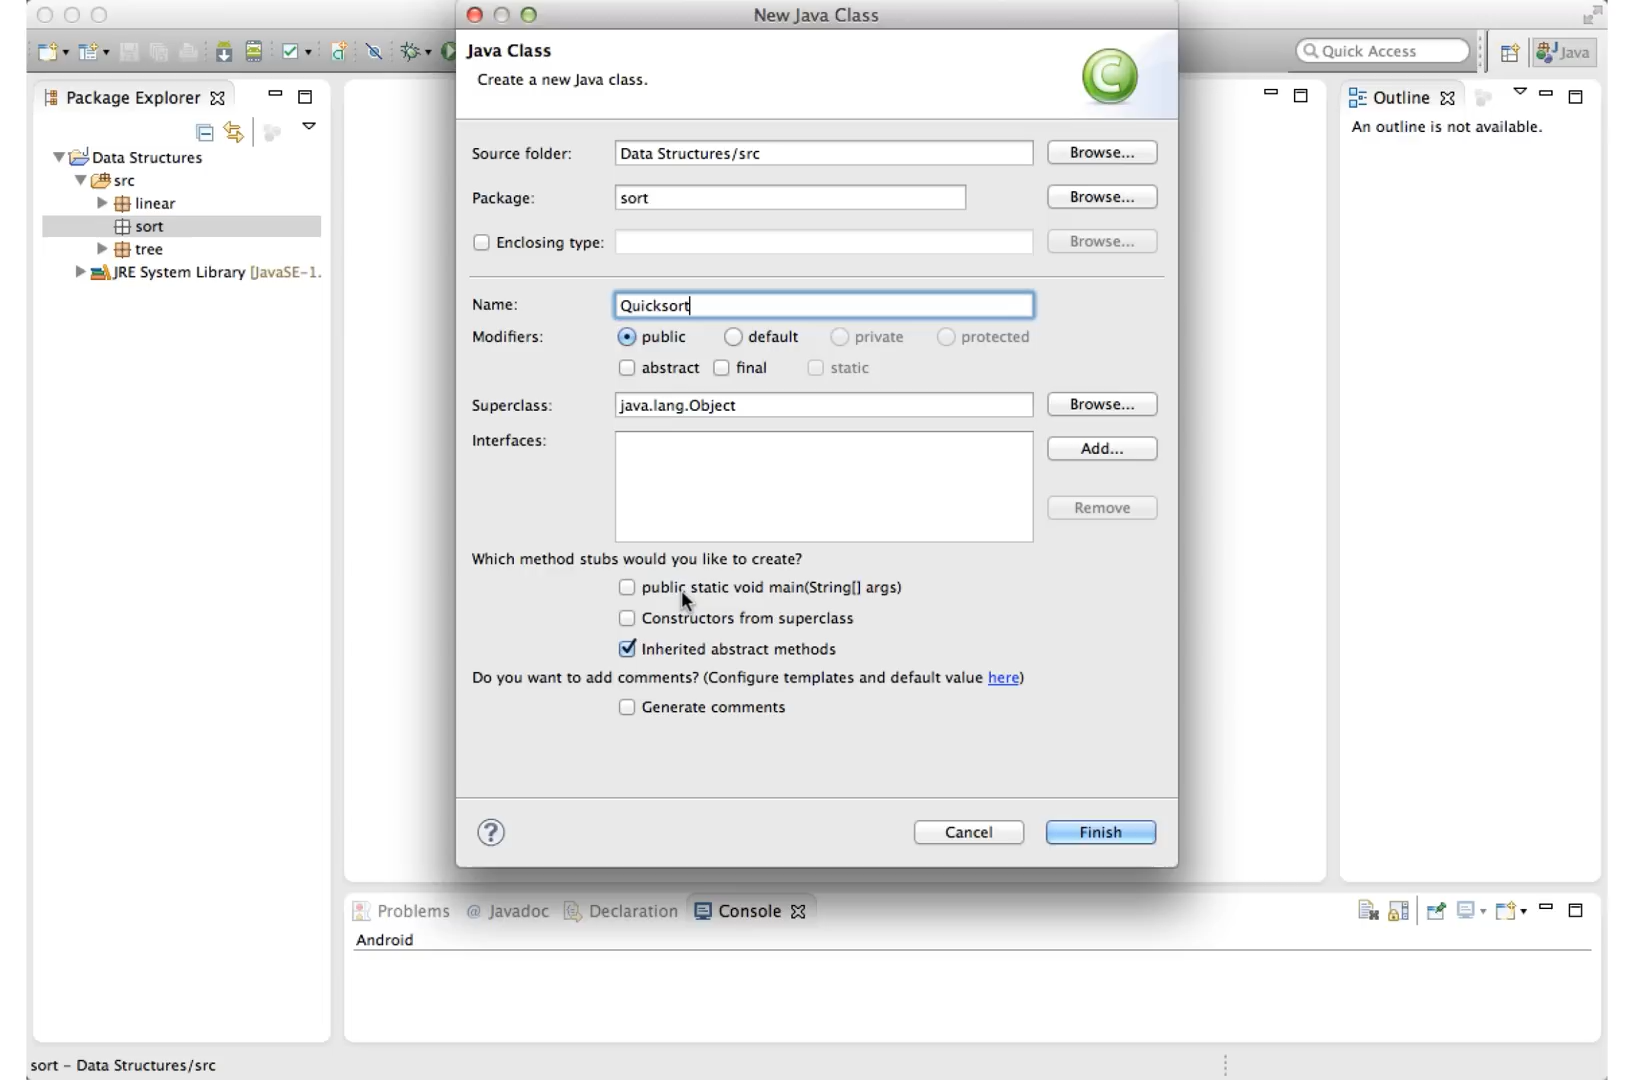 New Java Class
Quick Access
Java
Java Class
Create a new Java class.
Package Explorer
Data Structures
src
linear
sort
tree
JRE System Library [JavaSE-1.
Source folder: Data Structures/src Browse...
Package: sort Browse...
Enclosing type: Browse...
Name: Quicksort
Modifiers: public default private protected
abstract final static
Superclass: java.lang.Object Browse...
Interfaces: Add...
Remove
Which method stubs would you like to create?
public static void main(String[] args)
Constructors from superclass
Inherited abstract methods
Do you want to add comments? (Configure templates and default value here)
Generate comments
? Cancel Finish
Outline
An outline is not available.
Problems @ Javadoc Declaration Console
Android
sort - Data Structures/src